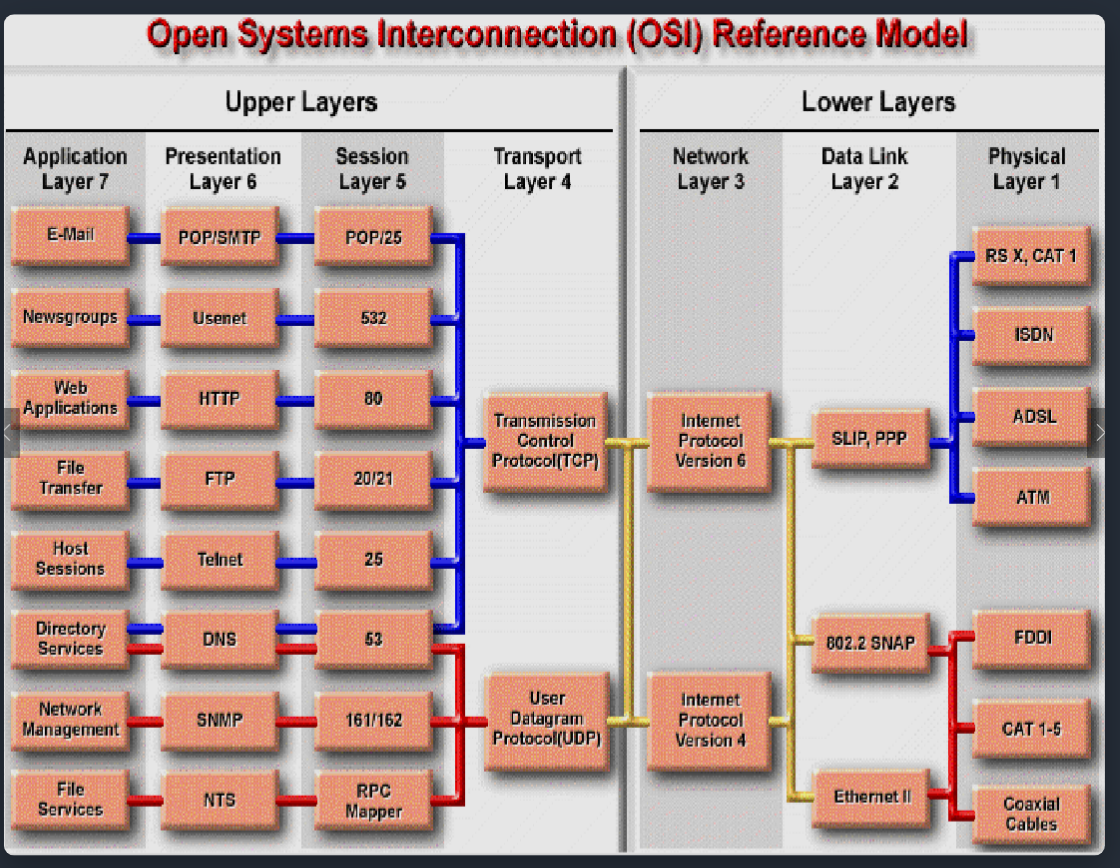 Open Systems Interconnection (OSI) Reference Model
Upper Layers
Lower Layers
Application
Layer 7
Presentation
Layer 6
Session
Layer 5
Transport
Layer 4
Network
Layer 3
Data Link
Layer 2
Physical
Layer 1
E-Mail
POP/SMTP
POP/25
Newsgroups
Usenet
532
Web
Applications
HTTP
80
File
Transfer
FTP
20/21
Host
Sessions
Telnet
25
Directory
Services
DNS
53
Network
Management
SNMP
161/162
File
Services
NTS
RPC
Mapper
Transmission
Control
Protocol(TCP)
User
Datagram
Protocol(UDP)
Internet
Protocol
Version 6
Internet
Protocol
Version 4
SLIP, PPP
802.2 SNAP
Ethernet II
RS X, CAT 1
ISDN
ADSL
ATM
FDDI
CAT 1-5
Coaxial
Cables